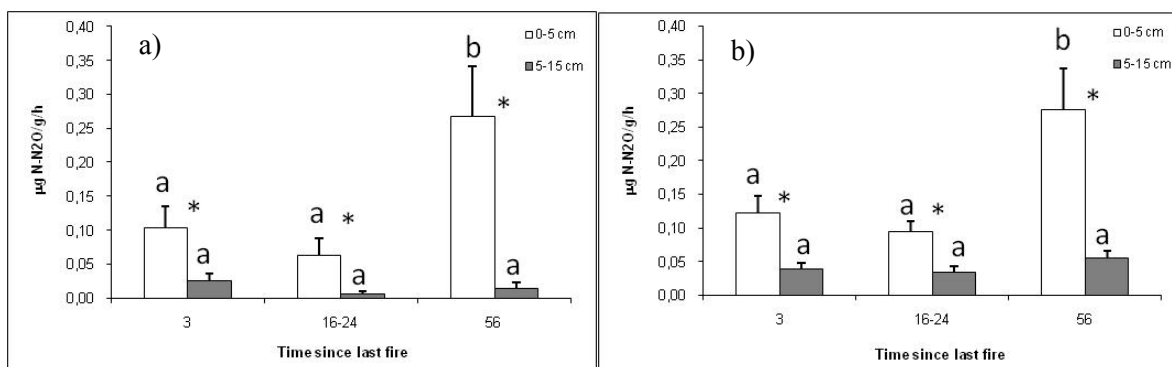 a)
0-5 cm
5-15 cm
µg N-N2O/g/h
0,40
0,35
0,30
0,25
0,20
0,15
0,10
0,05
0,00
a
*
a
a
*
a
b
*
a
3
16-24
56
Time since last fire
b)
0-5 cm
5-15 cm
µg N-N2O/g/h
0,40
0,35
0,30
0,25
0,20
0,15
0,10
0,05
0,00
a
*
a
a
*
a
b
*
a
3
16-24
56
Time since last fire